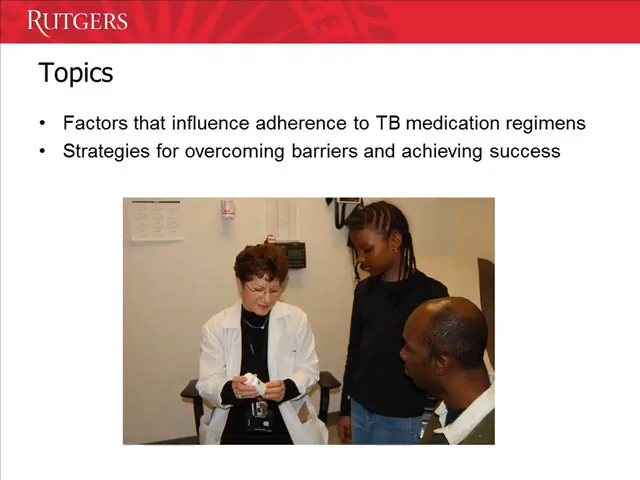 RUTGERS
Topics
• Factors that influence adherence to TB medication regimens
• Strategies for overcoming barriers and achieving success